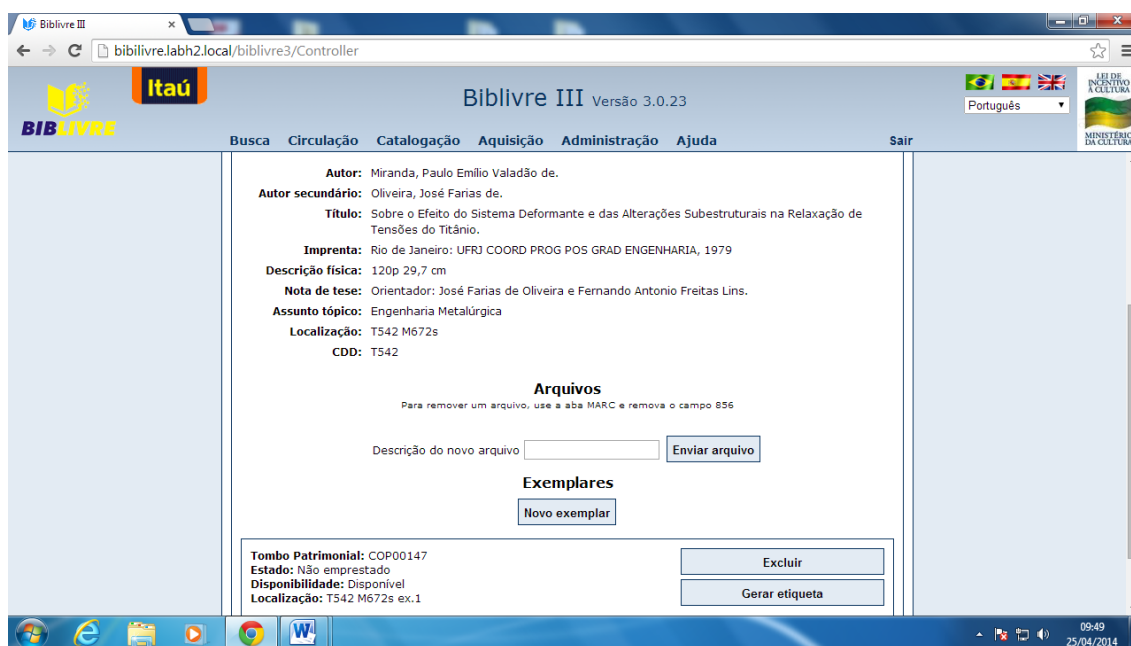 Biblivre III
bibilivre.labh2.local/biblivre3/Controller
BIBLIVRE
Itaú
Biblivre III Versão 3.0.23
Português
LEI DE
INCENTIVO
À CULTURA
MINISTÉRIO
DA CULTURA
Busca Circulação Catalogação Aquisição Administração Ajuda Sair
Autor: Miranda, Paulo Emílio Valadão de.
Autor secundário: Oliveira, José Farias de.
Título: Sobre o Efeito do Sistema Deformante e das Alterações Subestruturais na Relaxação de
Tensões do Titânio.
Imprenta: Rio de Janeiro: UFRJ COORD PROG POS GRAD ENGENHARIA, 1979
Descrição física: 120p 29,7 cm
Nota de tese: Orientador: José Farias de Oliveira e Fernando Antonio Freitas Lins.
Assunto tópico: Engenharia Metalúrgica
Localização: T542 M672s
CDD: T542
Arquivos
Para remover um arquivo, use a aba MARC e remova o campo 856
Descrição do novo arquivo Enviar arquivo
Exemplares
Novo exemplar
Tombo Patrimonial: COP00147
Estado: Não emprestado
Disponibilidade: Disponível
Localização: T542 M672s ex.1
Excluir
Gerar etiqueta
09:49
25/04/2014